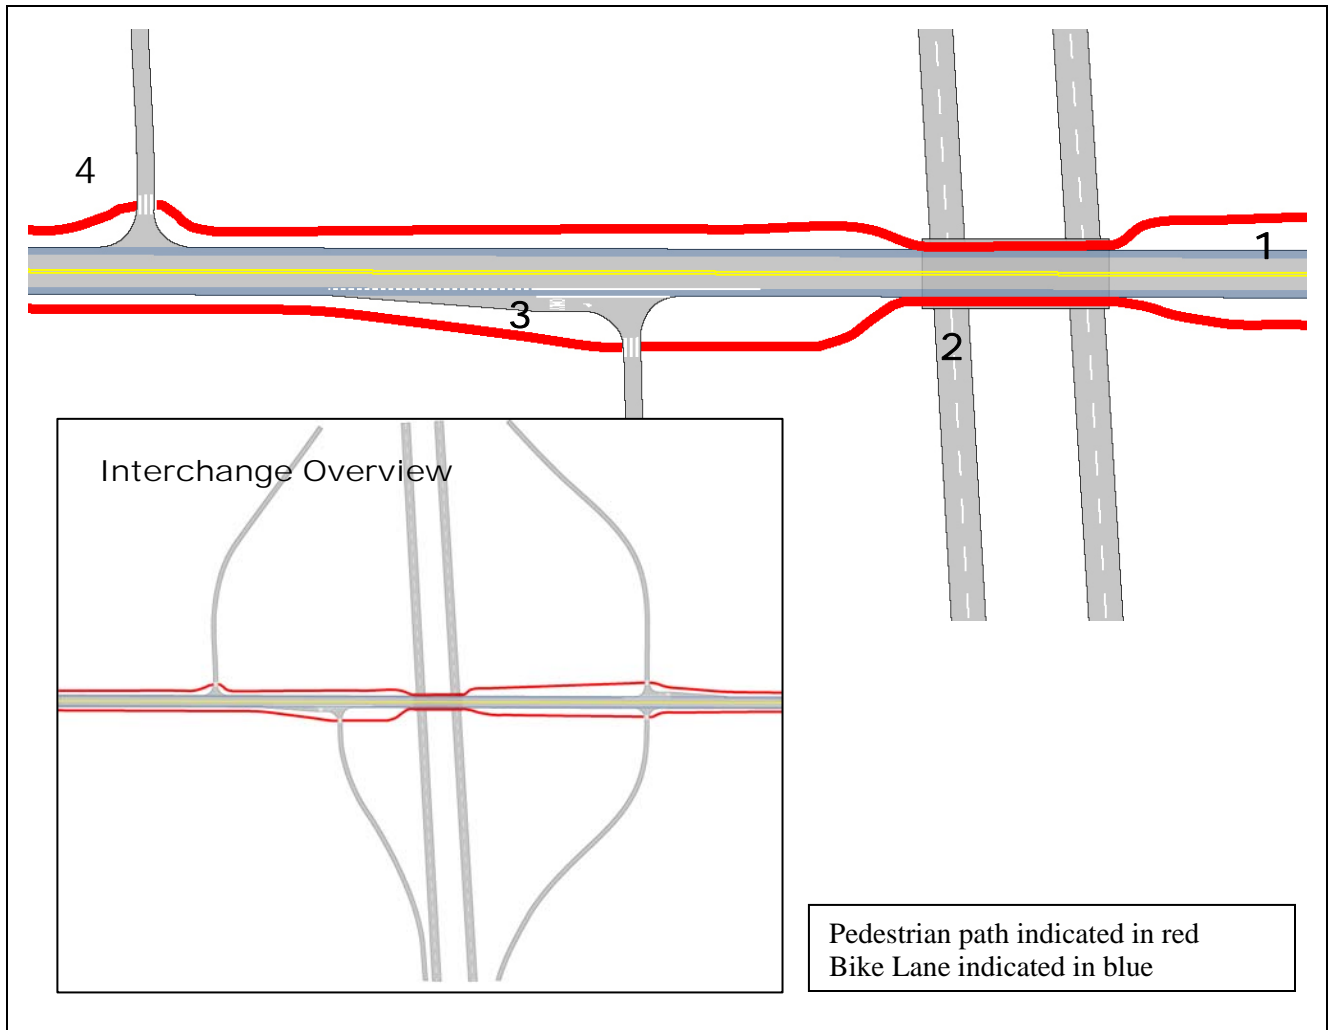 4
1
3
2
Interchange Overview
Pedestrian path indicated in red
Bike Lane indicated in blue